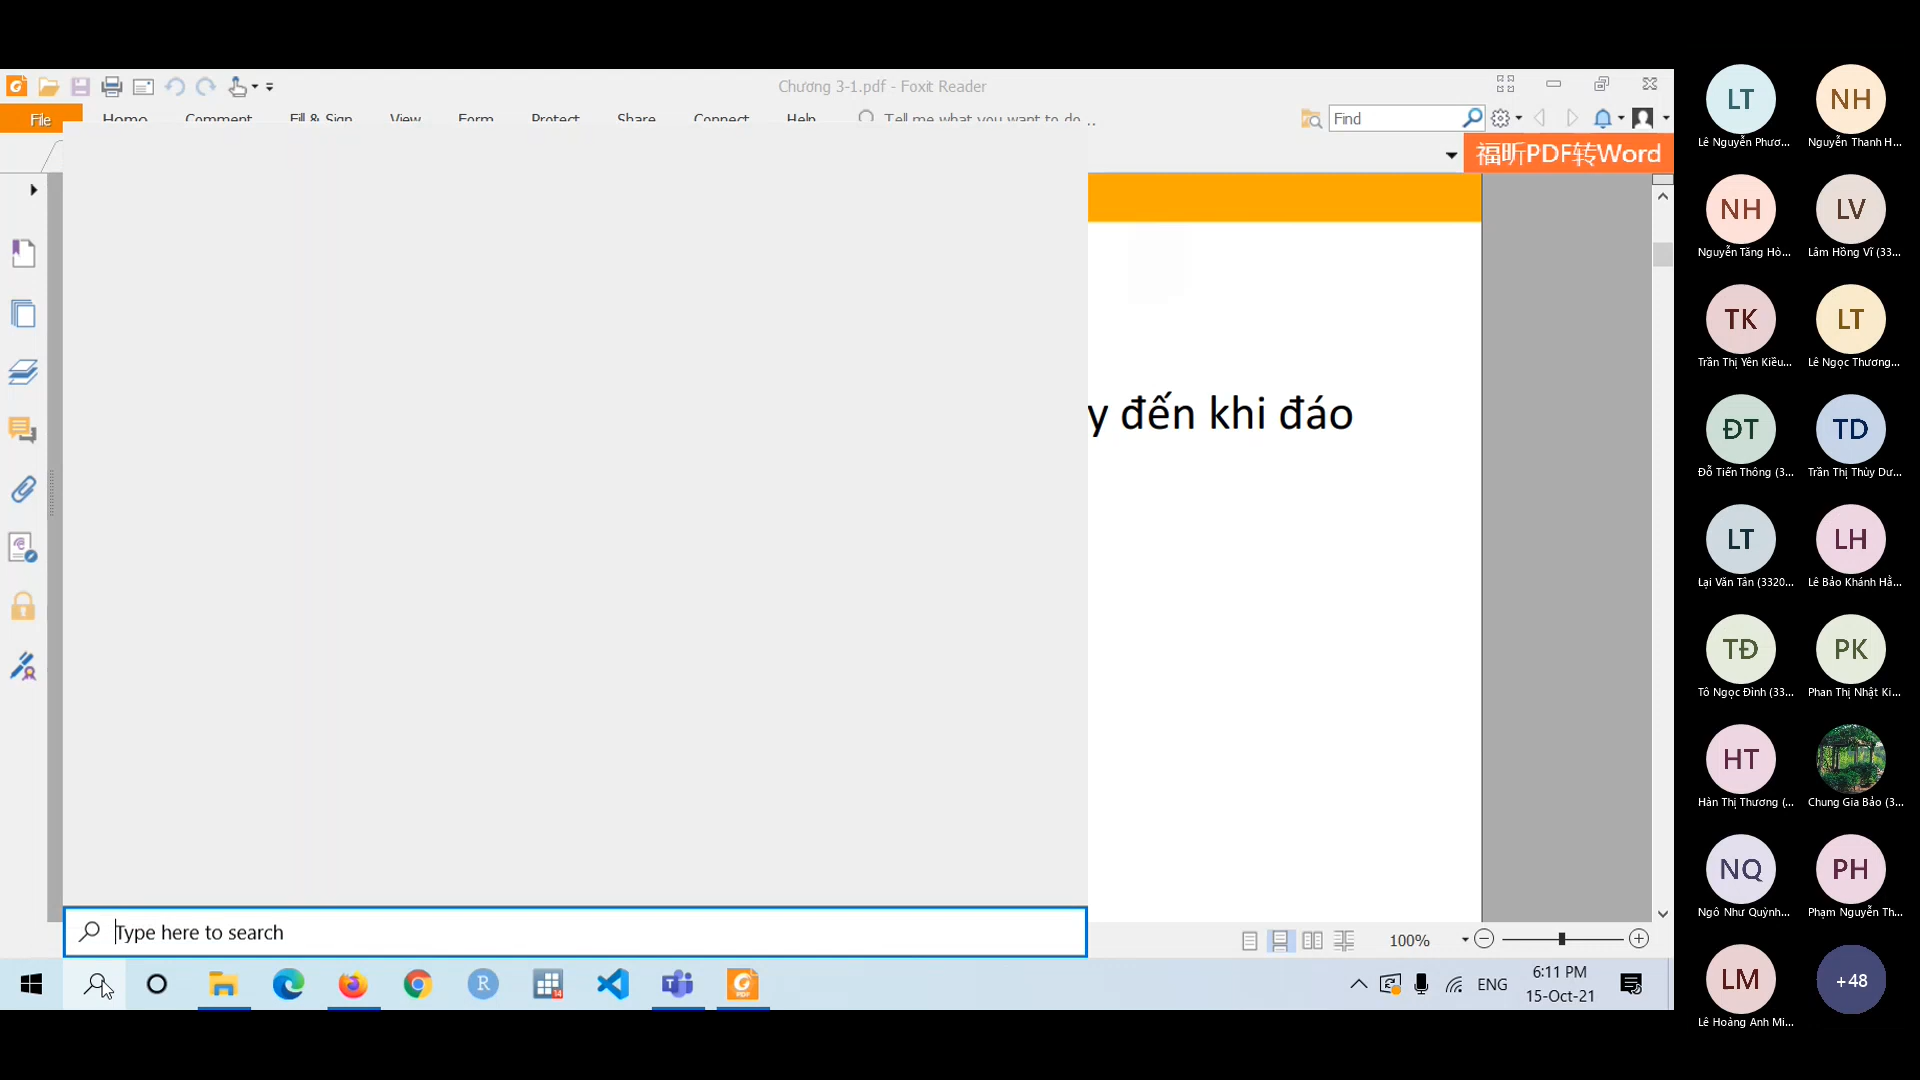 Chương 3-1.pdf - Foxit Reader
File
Home
Comment
Fill & Sign
View
Form
Protect
Share
Connect
Help
Tell me what you want to do ..
Find
福昕PDF转Word
y đến khi đáo
Type here to search
100%
ENG
6:11 PM
15-Oct-21
LT
Lê Nguyễn Phươ...
NH
Nguyễn Thanh H...
NH
Nguyễn Tăng Hò...
LV
Lâm Hồng Vĩ (33...
TK
Trần Thị Yên Kiều...
LT
Lê Ngọc Thương...
ĐT
Đỗ Tiến Thông (3...
TD
Trần Thị Thùy Dư...
LT
Lại Văn Tân (3320...
LH
Lê Bảo Khánh Hằ...
TĐ
Tô Ngọc Đình (33...
PK
Phan Thị Nhật Ki...
HT
Hàn Thị Thương (...
Chung Gia Bảo (3...
NQ
Ngô Như Quỳnh...
PH
Phạm Nguyễn Th...
LM
Lê Hoàng Anh Mi...
+48